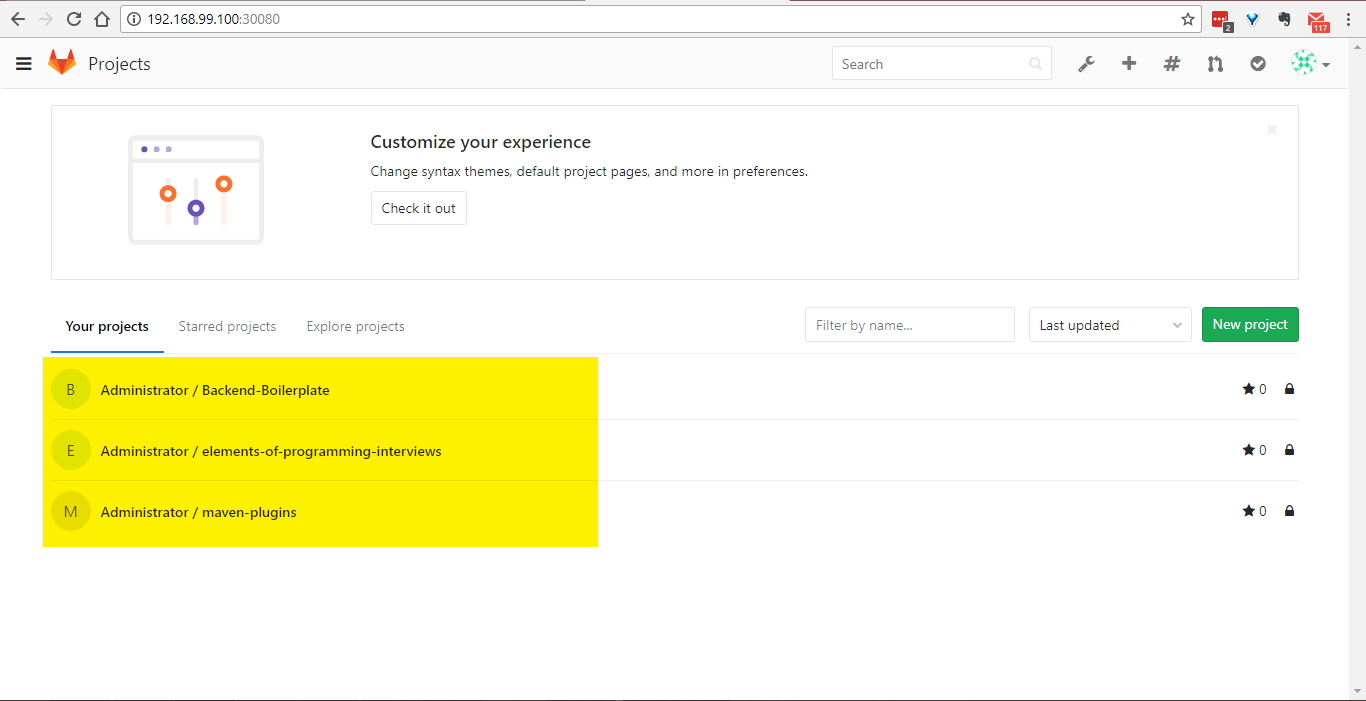 192.168.99.100:30080
2
117
Projects
Search
Customize your experience
Change syntax themes, default project pages, and more in preferences.
Check it out
Your projects
Starred projects
Explore projects
Filter by name...
Last updated
New project
B Administrator / Backend-Boilerplate 0
E Administrator / elements-of-programming-interviews 0
M Administrator / maven-plugins 0